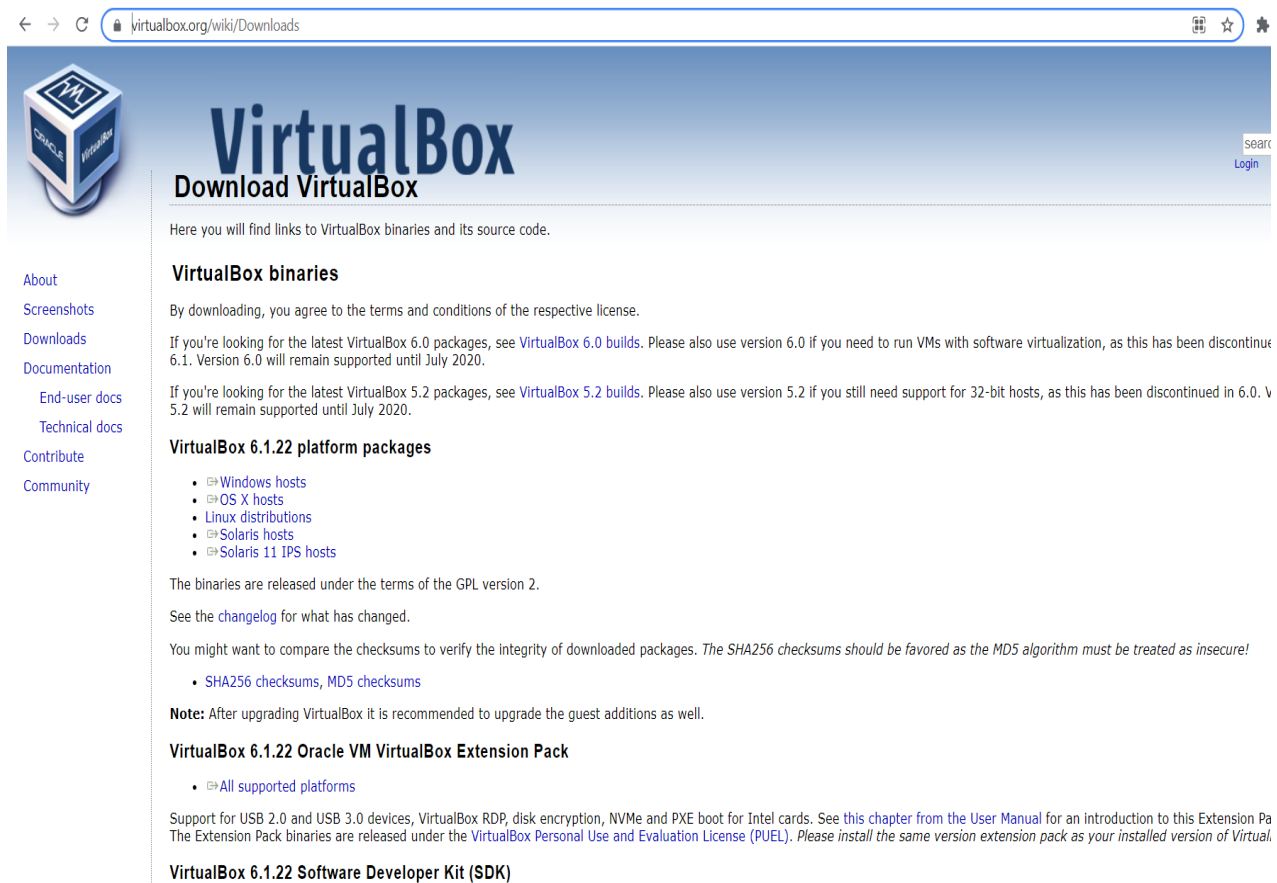 virtualbox.org/wiki/Downloads
ORACLE
VirtualBox
VirtualBox
searc
Login
Download VirtualBox
Here you will find links to VirtualBox binaries and its source code.
About
Screenshots
Downloads
Documentation
End-user docs
Technical docs
Contribute
Community
VirtualBox binaries
By downloading, you agree to the terms and conditions of the respective license.
If you're looking for the latest VirtualBox 6.0 packages, see VirtualBox 6.0 builds. Please also use version 6.0 if you need to run VMs with software virtualization, as this has been discontinue
6.1. Version 6.0 will remain supported until July 2020.
If you're looking for the latest VirtualBox 5.2 packages, see VirtualBox 5.2 builds. Please also use version 5.2 if you still need support for 32-bit hosts, as this has been discontinued in 6.0. V
5.2 will remain supported until July 2020.
VirtualBox 6.1.22 platform packages
Windows hosts
OS X hosts
Linux distributions
Solaris hosts
Solaris 11 IPS hosts
The binaries are released under the terms of the GPL version 2.
See the changelog for what has changed.
You might want to compare the checksums to verify the integrity of downloaded packages. The SHA256 checksums should be favored as the MD5 algorithm must be treated as insecure!
SHA256 checksums, MD5 checksums
Note: After upgrading VirtualBox it is recommended to upgrade the guest additions as well.
VirtualBox 6.1.22 Oracle VM VirtualBox Extension Pack
All supported platforms
Support for USB 2.0 and USB 3.0 devices, VirtualBox RDP, disk encryption, NVMe and PXE boot for Intel cards. See this chapter from the User Manual for an introduction to this Extension Pa
The Extension Pack binaries are released under the VirtualBox Personal Use and Evaluation License (PUEL). Please install the same version extension pack as your installed version of Virtual
VirtualBox 6.1.22 Software Developer Kit (SDK)